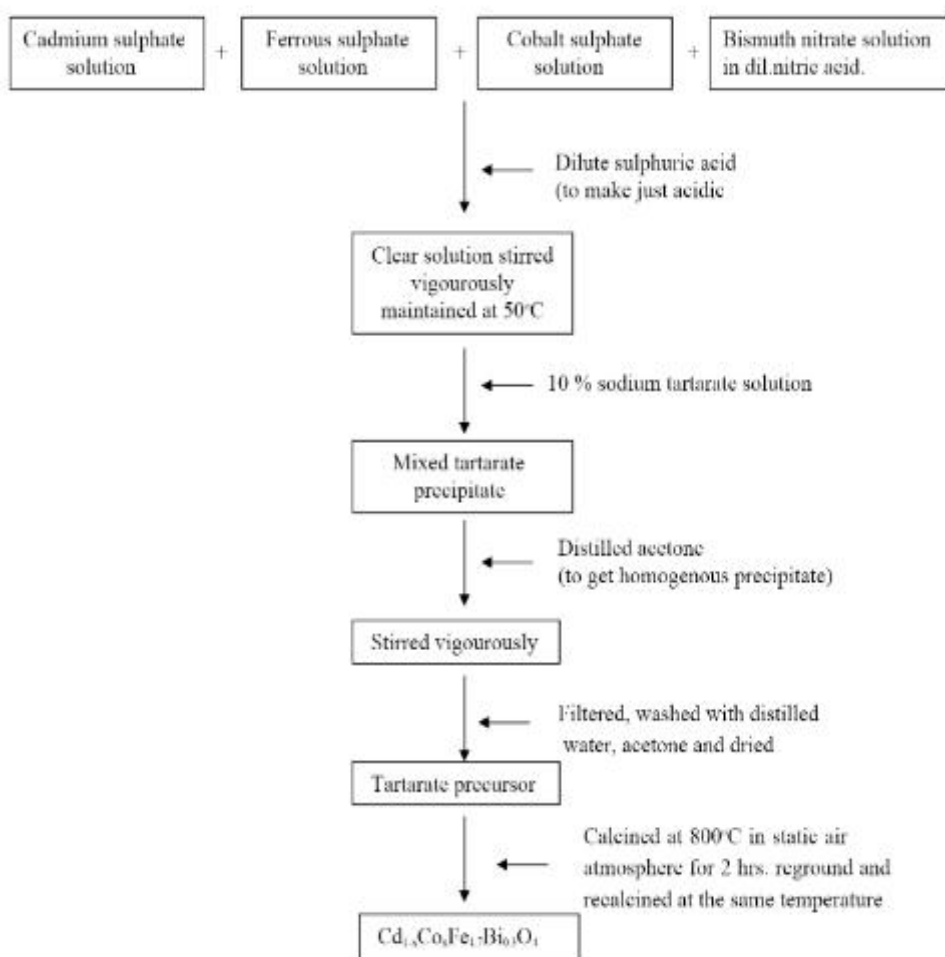 Cadmium sulphate
solution
+
Ferrous sulphate
solution
+
Cobalt sulphate
solution
+
Bismuth nitrate solution
in dil.nitric acid.
Dilute sulphuric acid
(to make just acidic
Clear solution stirred
vigourously
maintained at 50°C
10 % sodium tartarate solution
Mixed tartarate
precipitate
Distilled acetone
(to get homogenous precipitate)
Stirred vigourously
Filtered, washed with distilled
water, acetone and dried
Tartarate precursor
Calcined at 800°C in static air
atmosphere for 2 hrs. reground and
recalcined at the same temperature